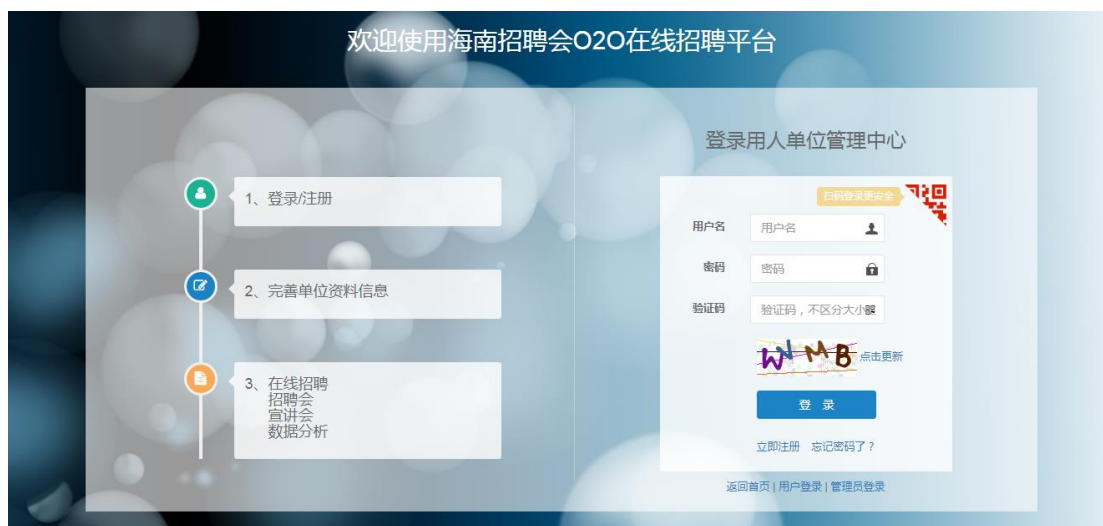 欢迎使用海南招聘会O2O在线招聘平台
1、登录/注册
2、完善单位资料信息
3、在线招聘
招聘会
宣讲会
数据分析
登录用人单位管理中心
扫码登录更安全
用户名 用户名
密码 密码
验证码 验证码，不区分大小
W M B 点击更新
登 录
立即注册 忘记密码了？
返回首页 | 用户登录 | 管理员登录